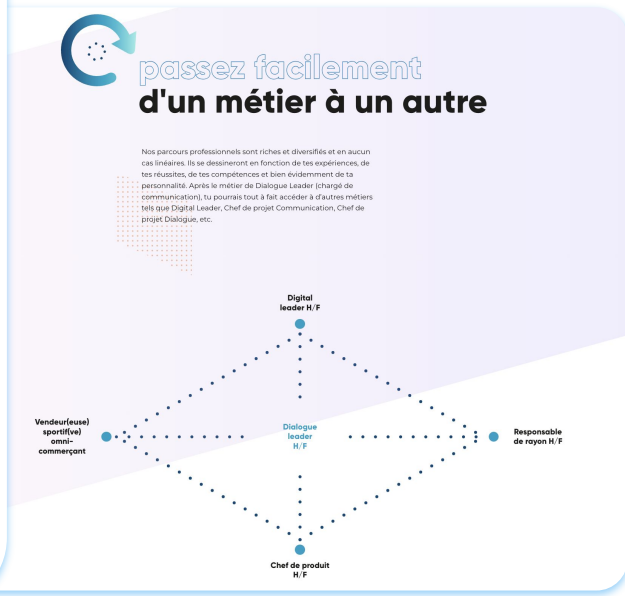 passez facilement
d'un métier à un autre
Nos parcours professionnels sont riches et diversifiés et en aucun
cas linéaires. Ils se dessineront en fonction de tes expériences, de
tes réussites, de tes compétences et bien évidemment de ta
personnalité. Après le métier de Dialogue Leader (chargé de
communication), tu pourrais tout à fait accéder à d'autres métiers
tels que Digital Leader, Chef de projet Communication, Chef de
projet Dialogue, etc.
Digital
leader H/F
Vendeur(euse)
sportif(ve)
omni-
commerçant
Dialogue
leader
H/F
Responsable
de rayon H/F
Chef de produit
H/F